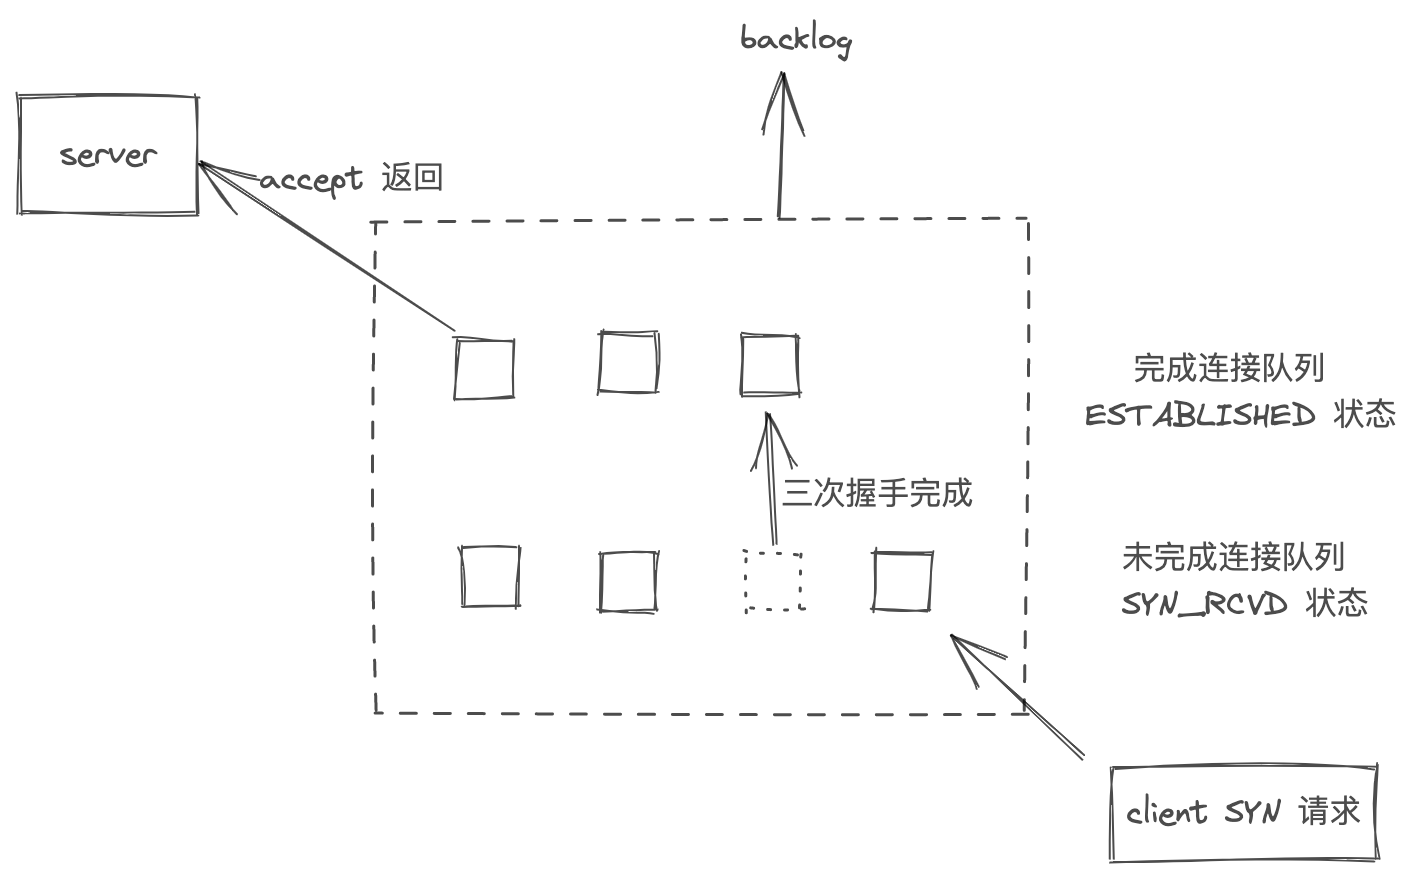 backlog
server
accept 返回
完成连接队列
ESTABLISHED 状态
三次握手完成
未完成连接队列
SYN_RCVD 状态
client SYN 请求